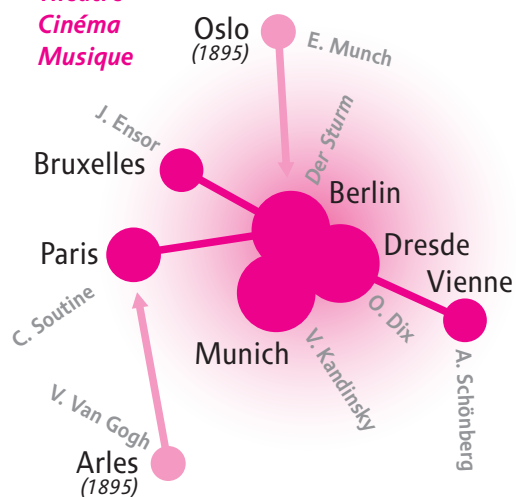 Cinéma
Musique
Oslo
(1895)
E. Munch
J. Ensor
Der Sturm
Bruxelles
Berlin
Paris
Dresde
Vienne
C. Soutine
O. Dix
Munich
V. Kandinsky
A. Schönberg
V. Van Gogh
Arles
(1895)